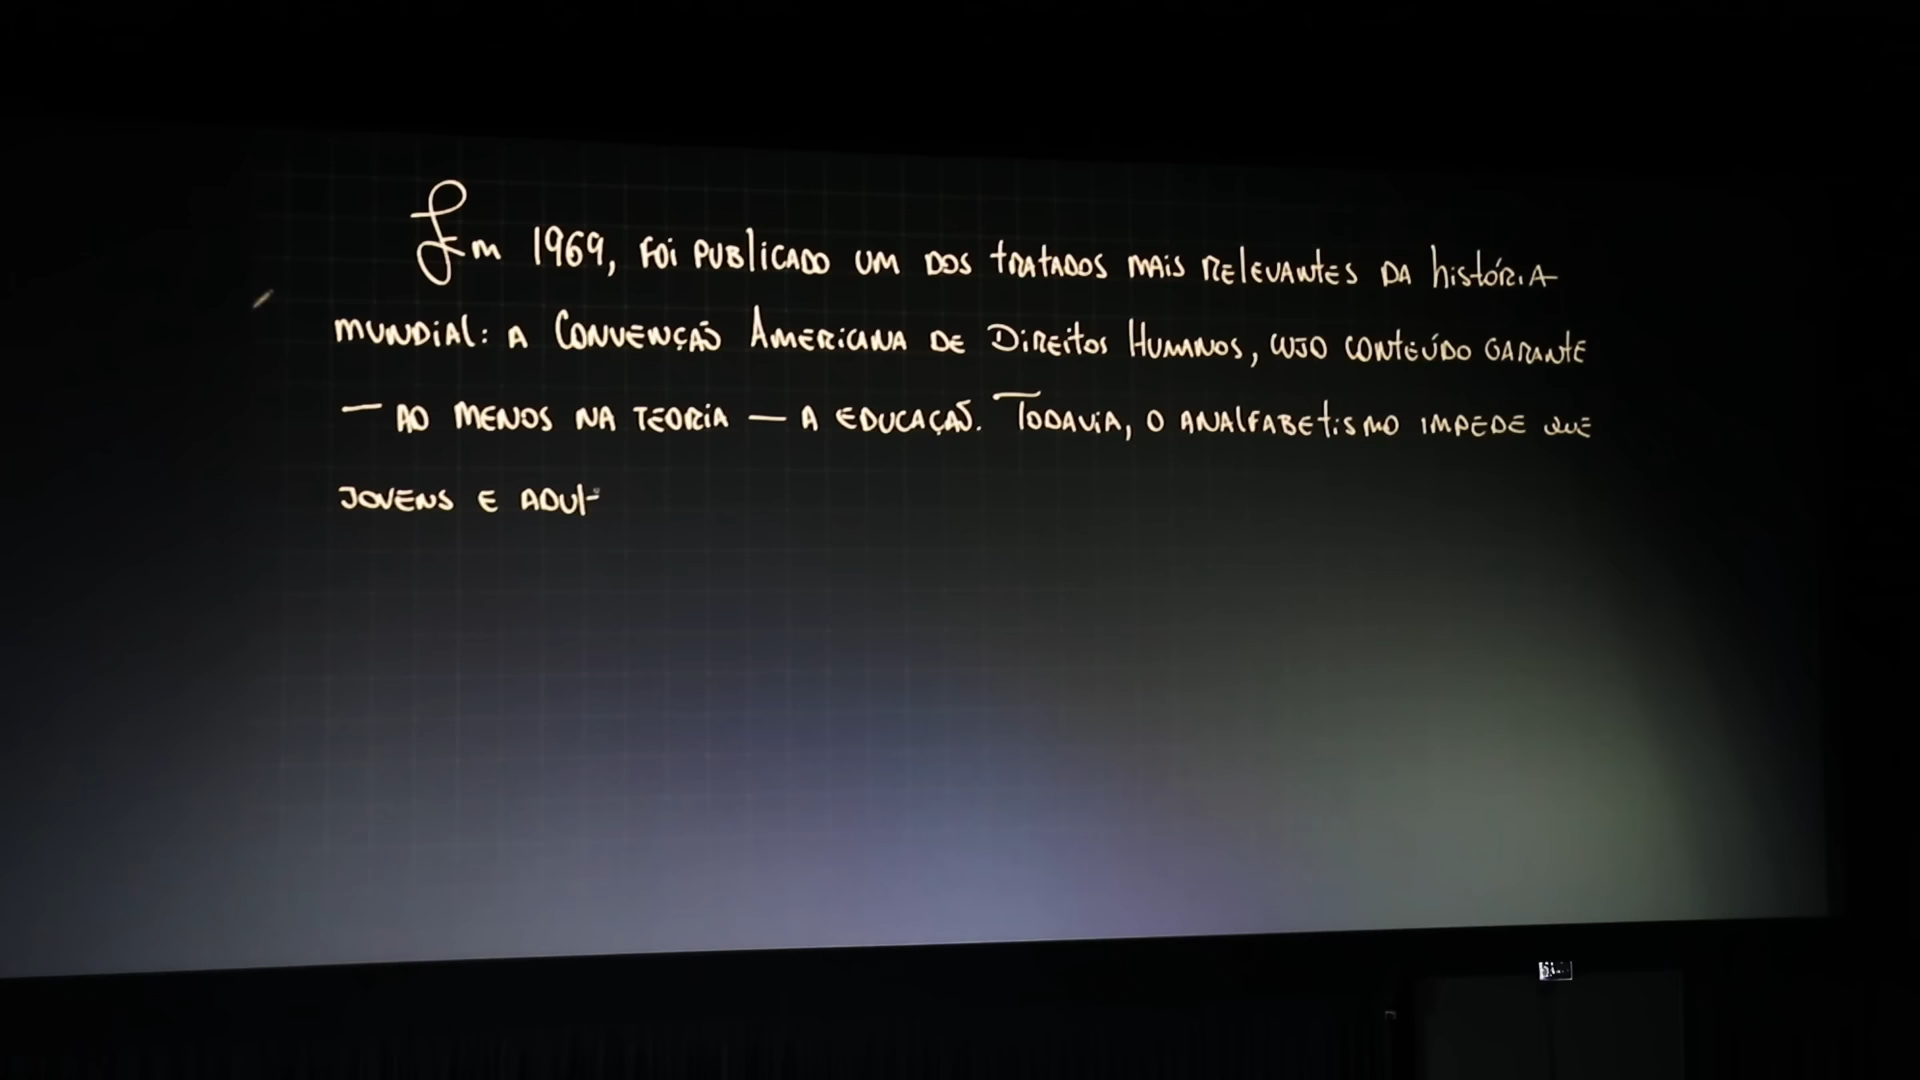 Em 1969, foi publicado um dos tratados mais relevantes da história
mundial: a Convenção Americana de Direitos Humanos, cujo conteúdo garante
— ao menos na teoria — a educação. Todavia, o analfabetismo impede que
jovens e adul